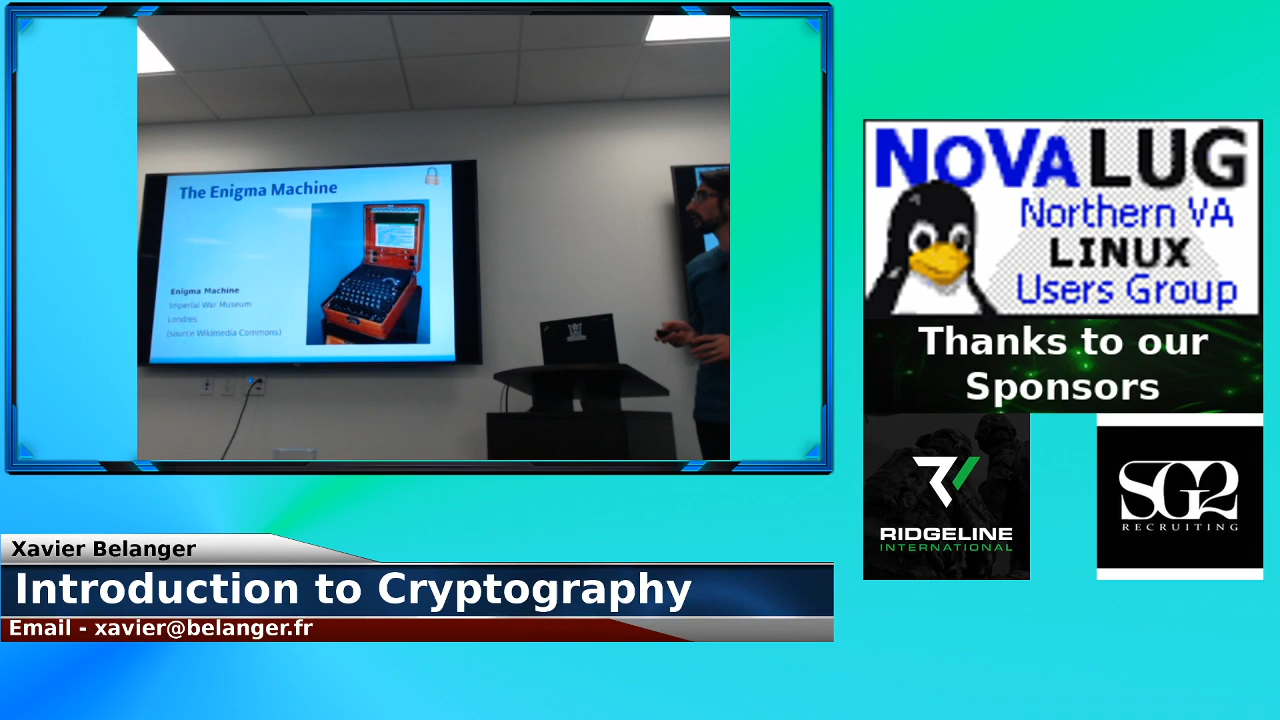 The Enigma Machine
Enigma Machine
Imperial War Museum
Londres
(source Wikimedia Commons)
NoVALUG
Northern VA
LINUX
Users Group
Thanks to our
Sponsors
RIDGELINE
INTERNATIONAL
SG2
RECRUITING
Xavier Belanger
Introduction to Cryptography
Email - xavier@belanger.fr